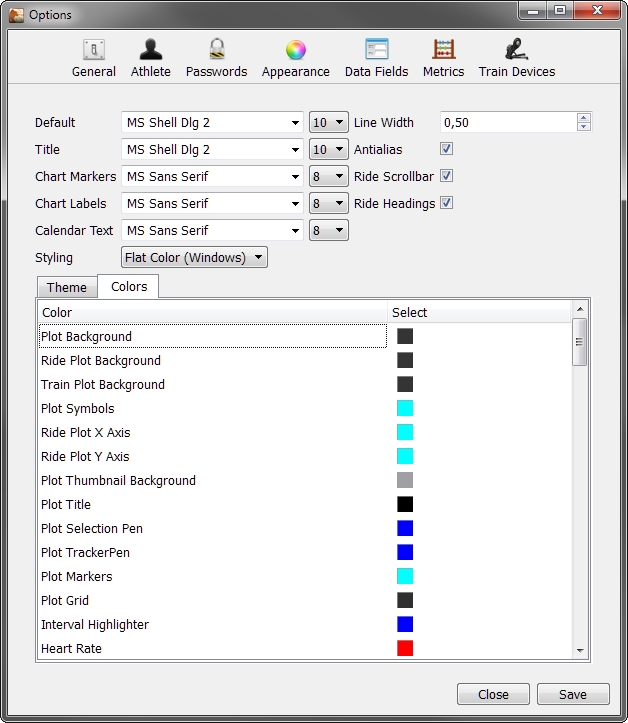 Options
General Athlete Passwords Appearance Data Fields Metrics Train Devices
Default MS Shell Dlg 2 10 Line Width 0,50
Title MS Shell Dlg 2 10 Antialias
Chart Markers MS Sans Serif 8 Ride Scrollbar
Chart Labels MS Sans Serif 8 Ride Headings
Calendar Text MS Sans Serif 8
Styling Flat Color (Windows)
Theme Colors
Color Select
Plot Background
Ride Plot Background
Train Plot Background
Plot Symbols
Ride Plot X Axis
Ride Plot Y Axis
Plot Thumbnail Background
Plot Title
Plot Selection Pen
Plot TrackerPen
Plot Markers
Plot Grid
Interval Highlighter
Heart Rate
Close Save